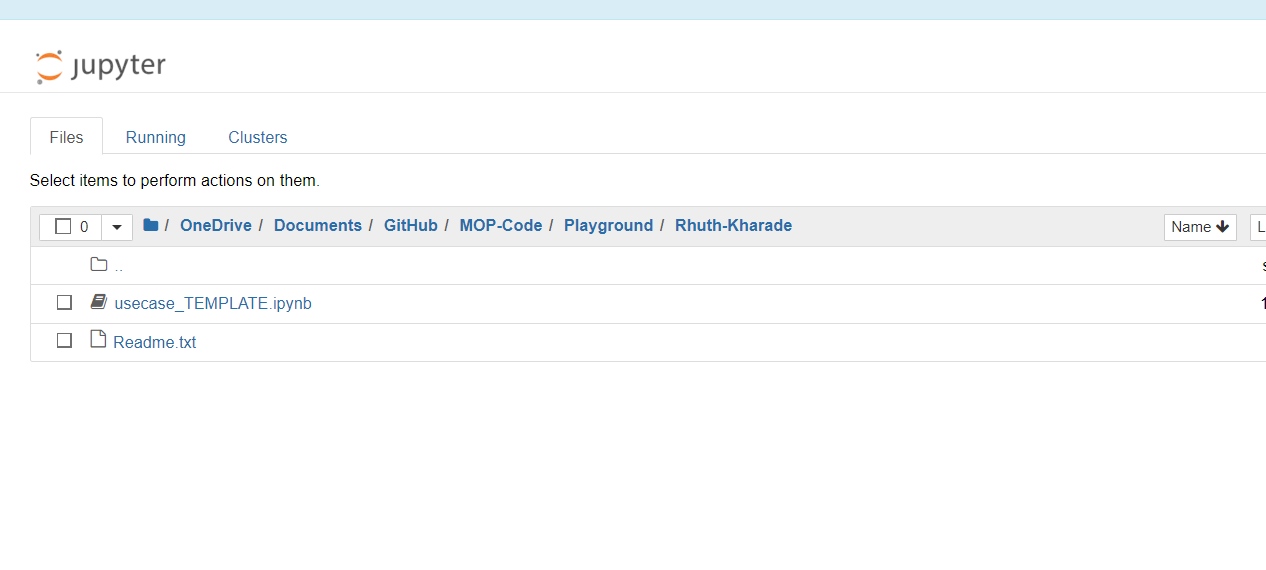 jupyter
Files Running Clusters
Select items to perform actions on them.
0 / OneDrive / Documents / GitHub / MOP-Code / Playground / Rhuth-Kharade Name L
..
usecase_TEMPLATE.ipynb
Readme.txt